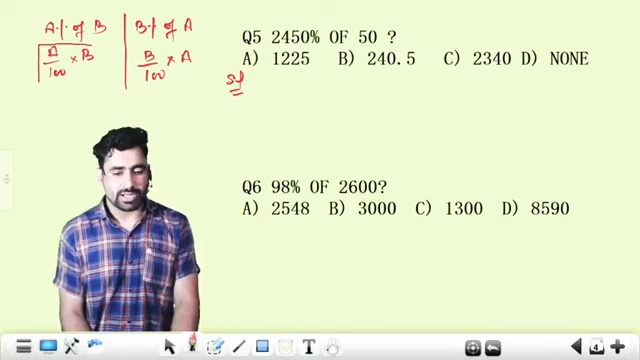 A% of B
A/100 × B
B% of A
B/100 × A
Q5 2450% OF 50 ?
A) 1225 B) 240.5 C) 2340 D) NONE
Sol
Q6 98% OF 2600?
A) 2548 B) 3000 C) 1300 D) 8590
4